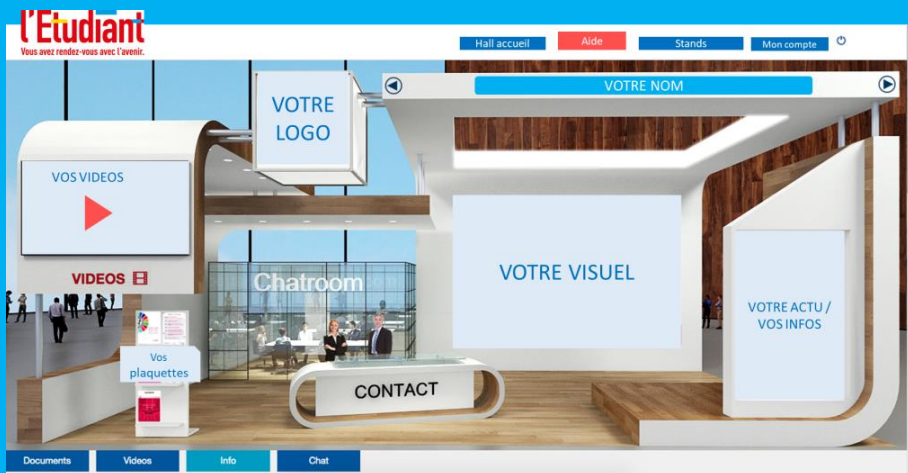 l'Etudiant
Vous avez rendez-vous avec l'avenir.
Hall accueil
Aide
Stands
Mon compte
VOTRE
LOGO
VOTRE NOM
VOS VIDEOS
VIDEOS
Chatroom
VOTRE VISUEL
VOTRE ACTU /
VOS INFOS
Vos
plaquettes
CONTACT
Documents
Videos
Info
Chat